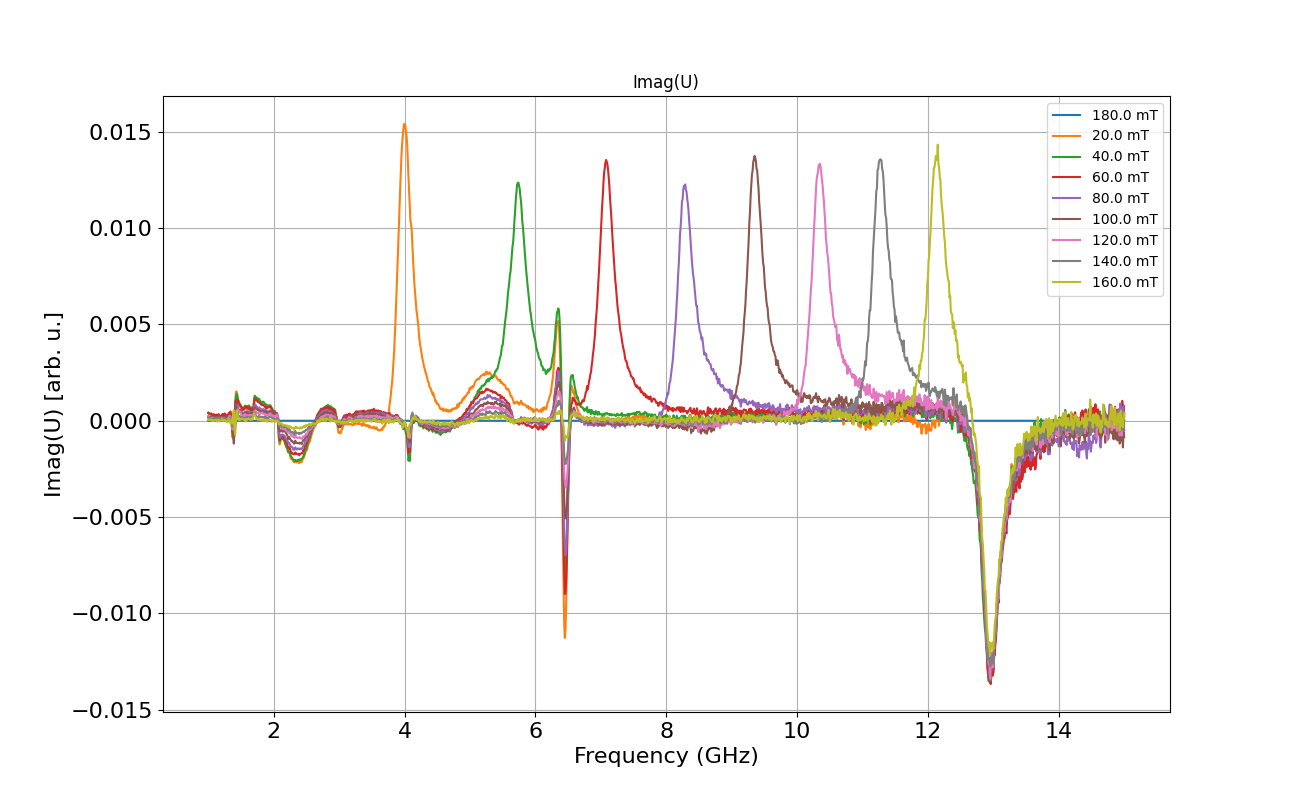 Imag(U)
180.0 mT
20.0 mT
40.0 mT
60.0 mT
80.0 mT
100.0 mT
120.0 mT
140.0 mT
160.0 mT
0.015
0.010
0.005
0.000
−0.005
−0.010
−0.015
Imag(U) [arb. u.]
2 4 6 8 10 12 14
Frequency (GHz)